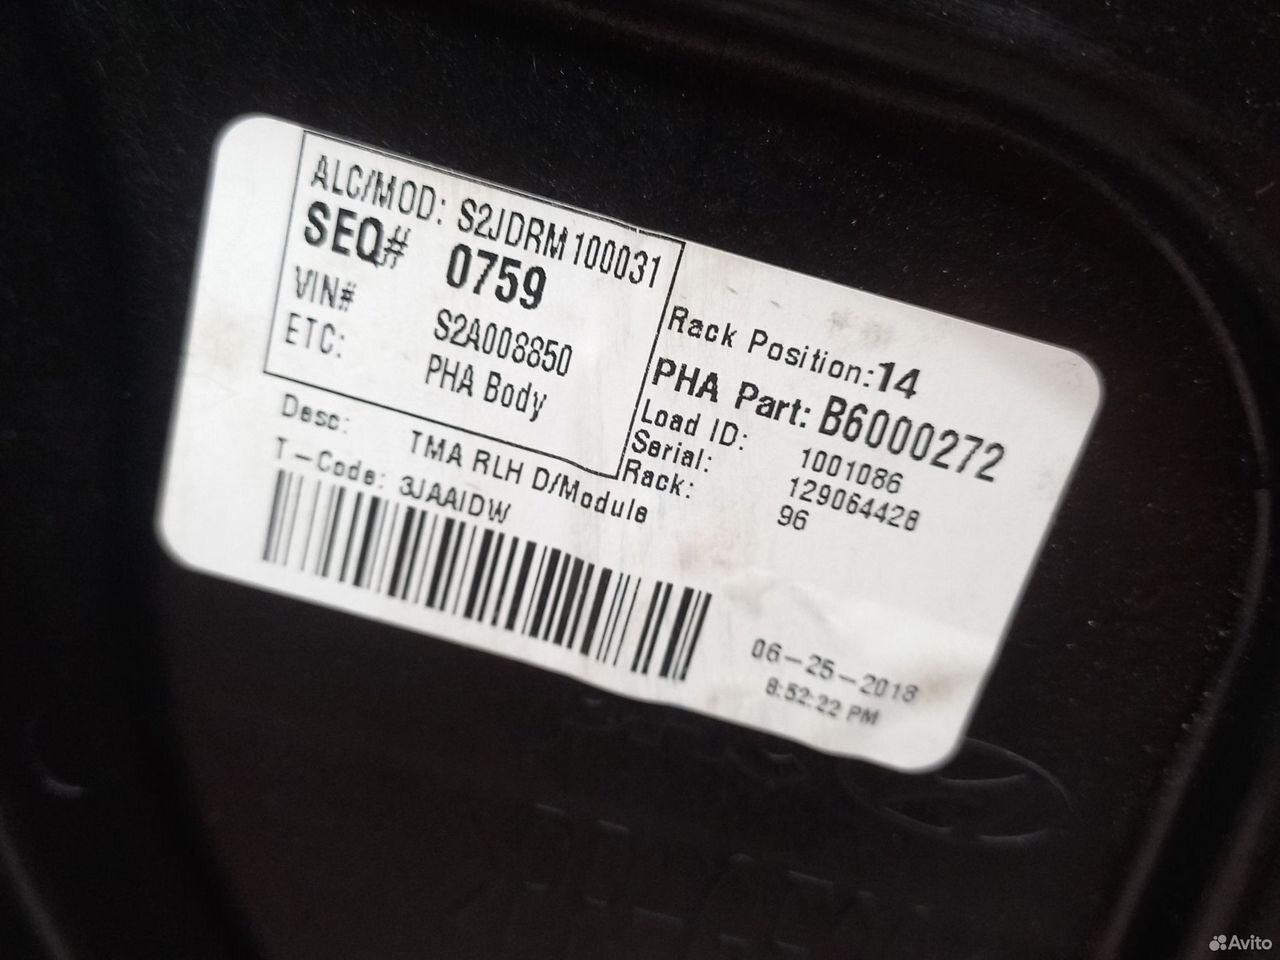 ALC/MOD: S2JDRM100031
SEQ# 0759
VIN# S2A008850
ETC: PHA Body
Desc: TMA RLH D/Module
T-Code: 3JAAIDW
Rack Position:14
PHA Part: B6000272
Load ID: 1001086
Serial: 129064428
Rack: 96
06-25-2018
8:52:22 PM
Avito